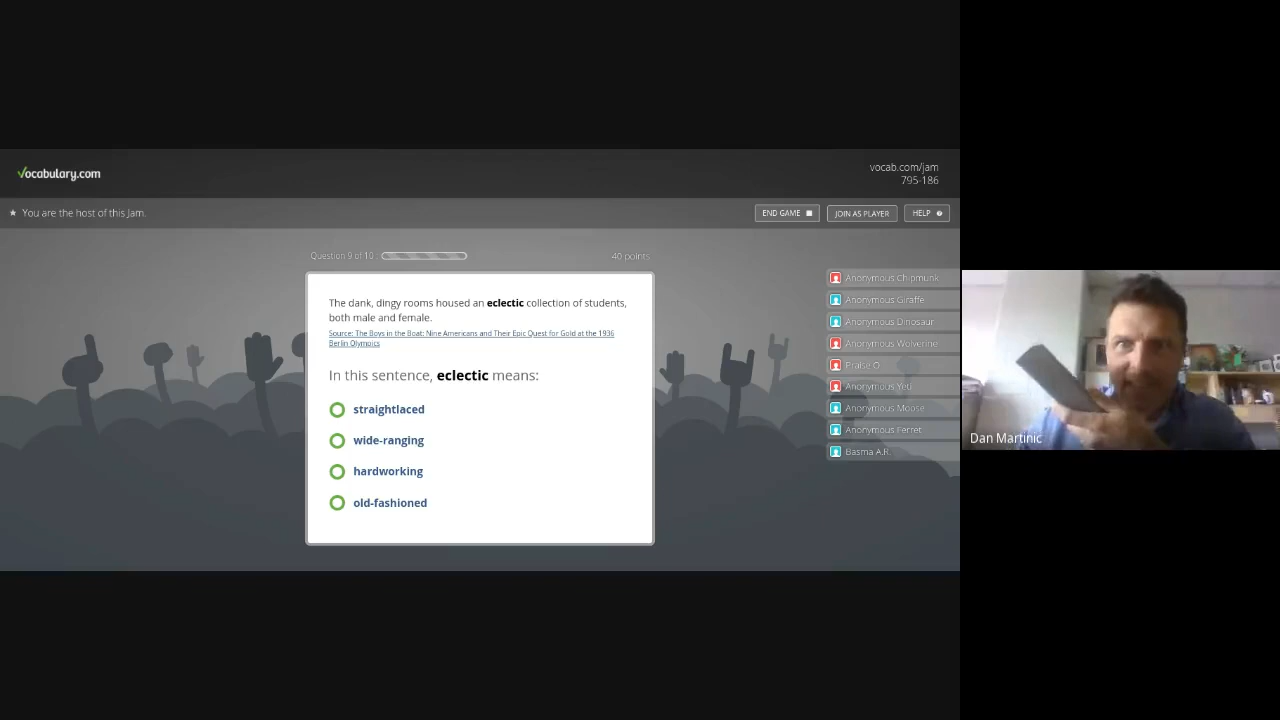 vocabulary.com
vocab.com/jam
795-186
★ You are the host of this Jam.
END GAME
JOIN AS PLAYER
HELP
Question 9 of 10 :
40 points
The dank, dingy rooms housed an eclectic collection of students,
both male and female.
Source: The Boys in the Boat: Nine Americans and Their Epic Quest for Gold at the 1936
Berlin Olympics
In this sentence, eclectic means:
straightlaced
wide-ranging
hardworking
old-fashioned
Anonymous Chipmunk
Anonymous Giraffe
Anonymous Dinosaur
Anonymous Wolverine
Praise O.
Anonymous Yeti
Anonymous Moose
Anonymous Ferret
Basma A.R.
Dan Martinic